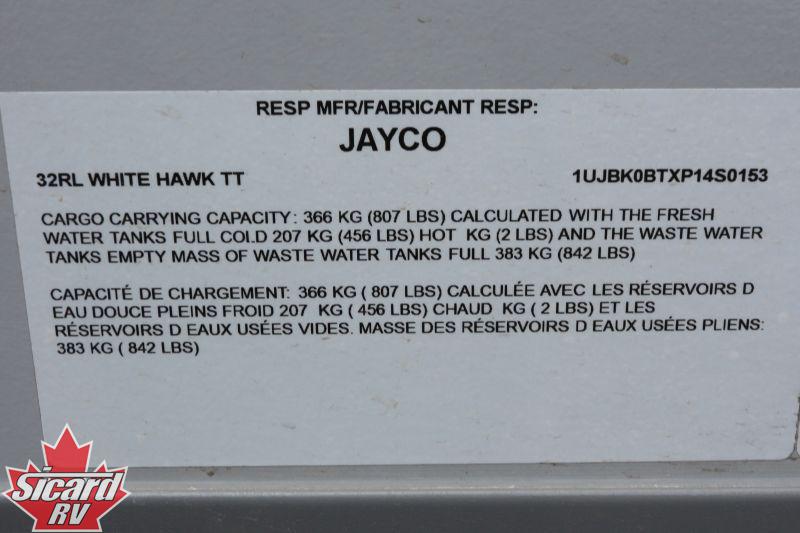 RESP MFR/FABRICANT RESP:
JAYCO
32RL WHITE HAWK TT 1UJBK0BTXP14S0153
CARGO CARRYING CAPACITY: 366 KG (807 LBS) CALCULATED WITH THE FRESH
WATER TANKS FULL COLD 207 KG (456 LBS) HOT KG (2 LBS) AND THE WASTE WATER
TANKS EMPTY MASS OF WASTE WATER TANKS FULL 383 KG (842 LBS)
CAPACITÉ DE CHARGEMENT: 366 KG ( 807 LBS) CALCULÉE AVEC LES RÉSERVOIRS D
EAU DOUCE PLEINS FROID 207 KG ( 456 LBS) CHAUD KG ( 2 LBS) ET LES
RÉSERVOIRS D EAUX USÉES VIDES. MASSE DES RÉSERVOIRS D EAUX USÉES PLIENS:
383 KG ( 842 LBS)
Sicard
RV